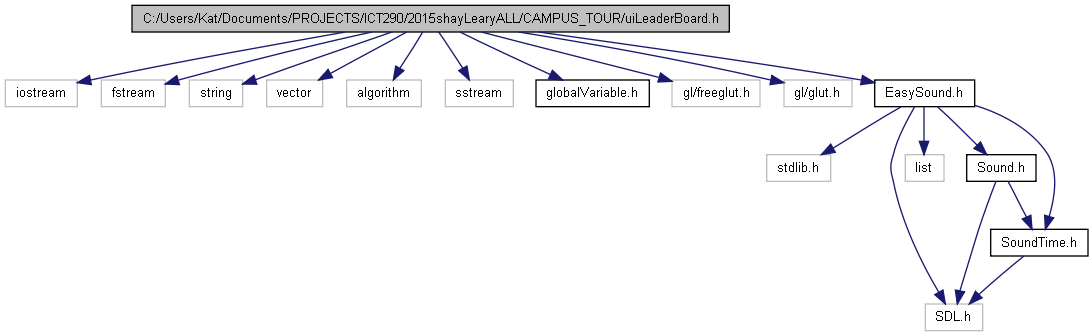 C:/Users/Kat/Documents/PROJECTS/ICT290/2015shayLearyALL/CAMPUS_TOUR/uiLeaderBoard.h
iostream
fstream
string
vector
algorithm
sstream
globalVariable.h
gl/freeglut.h
gl/glut.h
EasySound.h
stdlib.h
list
Sound.h
SoundTime.h
SDL.h